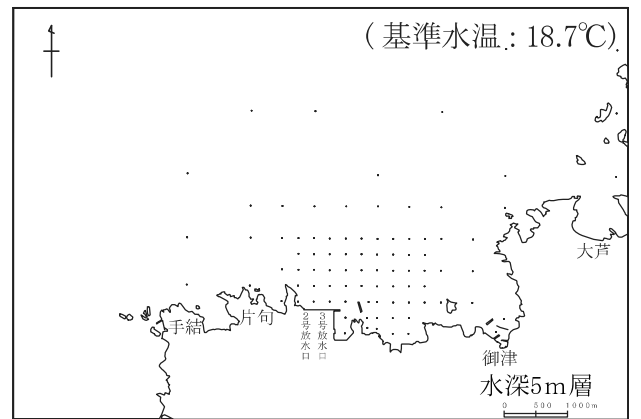 (基準水温：18.7℃)
大芦
手結
片句
2号放水口
3号放水口
御津
水深5m層
0 500 1000m